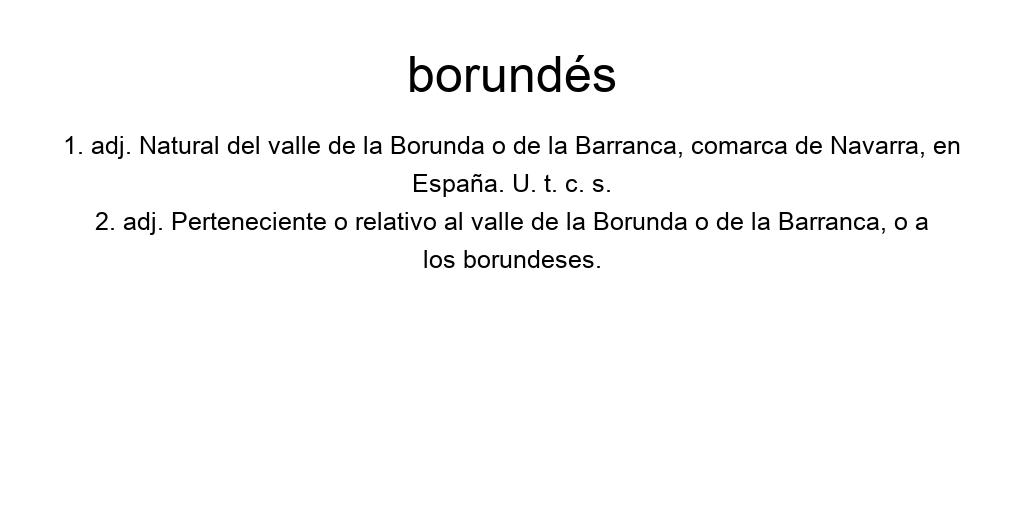 borundés
1. adj. Natural del valle de la Borunda o de la Barranca, comarca de Navarra, en
España. U. t. c. s.
2. adj. Perteneciente o relativo al valle de la Borunda o de la Barranca, o a
los borundeses.